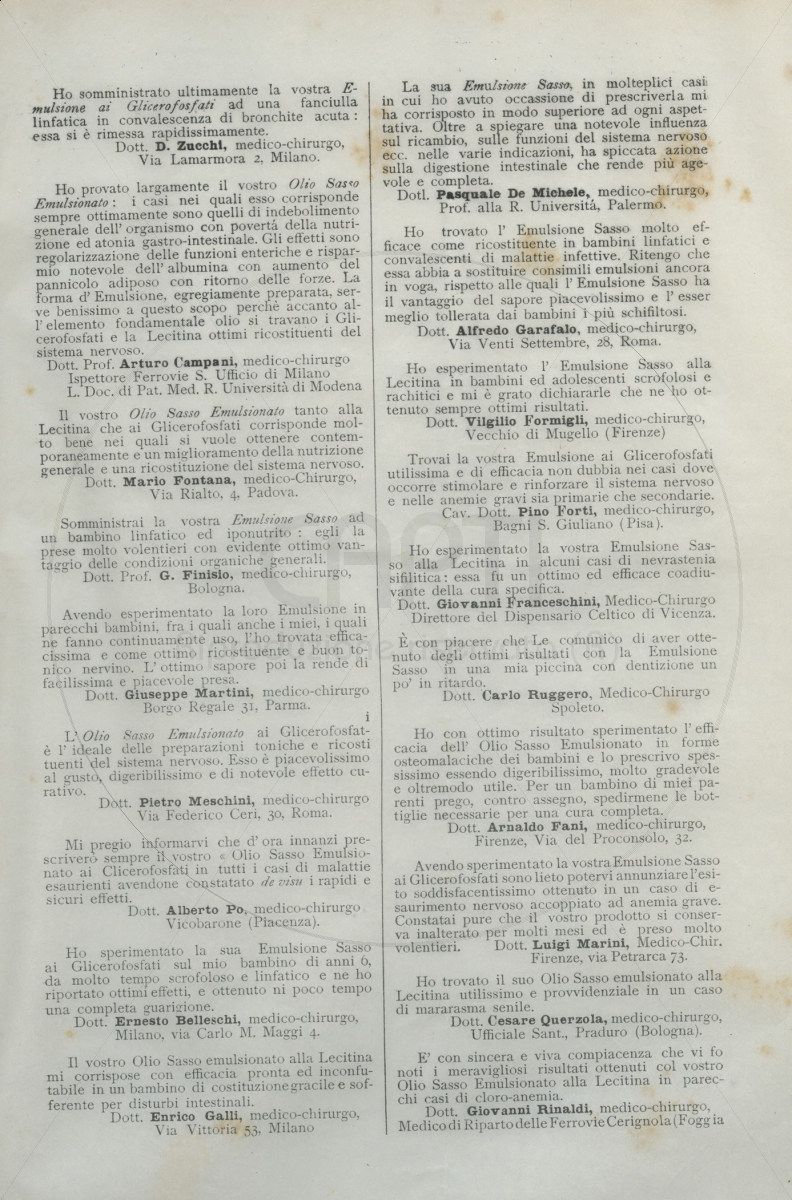 Ho somministrato ultimamente la vostra E-
mulsione ai Glicerofosfati ad una fanciulla
linfatica in convalescenza di bronchite acuta :
essa si è rimessa rapidissimamente.
Dott. D. Zucchi, medico-chirurgo,
Via Lamarmora 2, Milano.
Ho provato largamente il vostro Olio Sasso
Emulsionato : i casi nei quali esso corrisponde
sempre ottimamente sono quelli di indebolimento
generale dell' organismo con povertà della nutri-
zione ed atonia gastro-intestinale. Gli effetti sono
regolarizzazione delle funzioni enteriche e rispar-
mio notevole dell' albumina con aumento del
pannicolo adiposo con ritorno delle forze. La
forma d' Emulsione, egregiamente preparata, ser-
ve benissimo a questo scopo perchè accanto al-
l' elemento fondamentale olio si travano i Gli-
cerofosfati e la Lecitina ottimi ricostituenti del
sistema nervoso.
Dott. Prof. Arturo Campani, medico-chirurgo
Ispettore Ferrovie S. Ufficio di Milano
L. Doc. di Pat. Med. R. Università di Modena
Il vostro Olio Sasso Emulsionato tanto alla
Lecitina che ai Glicerofosfati corrisponde mol-
to bene nei quali si vuole ottenere contem-
poraneamente e un miglioramento della nutrizione
generale e una ricostituzione del sistema nervoso.
Dott. Mario Fontana, medico-Chirurgo,
Via Rialto, 4, Padova.
Somministrai la vostra Emulsione Sasso ad
un bambino linfatico ed iponutrito : egli la
prese molto volentieri con evidente ottimo van-
taggio delle condizioni organiche generali.
Dott. Prof. G. Finisio, medico-chirurgo,
Bologna.
Avendo esperimentato la loro Emulsione in
parecchi bambini, fra i quali anche i miei, i quali
ne fanno continuamente uso, l'ho trovata effica-
cissima e come ottimo ricostituente e buon to-
nico nervino. L' ottimo sapore poi la rende di
facilissima e piacevole presa.
Dott. Giuseppe Martini, medico-chirurgo
Borgo Regale 31, Parma.
i
L' Olio Sasso Emulsionato ai Glicerofosfat-
è l' ideale delle preparazioni toniche e ricosti
tuenti del sistema nervoso. Esso è piacevolissimo
al gusto, digeribilissimo e di notevole effetto cu-
rativo.
Dott. Pietro Meschini, medico-chirurgo
Via Federico Ceri, 30, Roma.
Mi pregio informarvi che d' ora innanzi pre-
scriverò sempre il vostro « Olio Sasso Emulsio-
nato ai Clicerofosfati in tutti i casi di malattie
esaurienti avendone constatato de visu i rapidi e
sicuri effetti.
Dott. Alberto Po, medico-chirurgo
Vicobarone (Piacenza).
Ho sperimentato la sua Emulsione Sasso
ai Glicerofosfati sul mio bambino di anni 6,
da molto tempo scrofoloso e linfatico e ne ho
riportato ottimi effetti, e ottenuto ni poco tempo
una completa guarigione.
Dott. Ernesto Belleschi, medico-chirurgo,
Milano, via Carlo M. Maggi 4.
Il vostro Olio Sasso emulsionato alla Lecitina
mi corrispose con efficacia pronta ed inconfu-
tabile in un bambino di costituzione gracile e sof-
ferente per disturbi intestinali.
Dott. Enrico Galli, medico-chirurgo,
Via Vittoria 53, Milano
La sua Emulsione Sasso, in molteplici casi
in cui ho avuto occassione di prescriverla mi
ha corrisposto in modo superiore ad ogni aspet-
tativa. Oltre a spiegare una notevole influenza
sul ricambio, sulle funzioni del sistema nervoso
ecc. nelle varie indicazioni, ha spiccata azione
sulla digestione intestinale che rende più age-
vole e completa.
Dotl. Pasquale De Michele, medico-chirurgo,
Prof. alla R. Università, Palermo.
Ho trovato l' Emulsione Sasso molto ef-
ficace come ricostituente in bambini linfatici e
convalescenti di malattie infettive. Ritengo che
essa abbia a sostituire consimili emulsioni ancora
in voga, rispetto alle quali l' Emulsione Sasso ha
il vantaggio del sapore piacevolissimo e l' esser
meglio tollerata dai bambini i più schifiltosi.
Dott. Alfredo Garafalo, medico-chirurgo,
Via Venti Settembre, 28, Roma.
Ho esperimentato l' Emulsione Sasso alla
Lecitina in bambini ed adolescenti scrofolosi e
rachitici e mi è grato dichiararle che ne ho ot-
tenuto sempre ottimi risultati.
Dott. Vilgilio Formigli, medico-chirurgo,
Vecchio di Mugello (Firenze)
Trovai la vostra Emulsione ai Glicerofosfati
utilissima e di efficacia non dubbia nei casi dove
occorre stimolare e rinforzare il sistema nervoso
e nelle anemie gravi sia primarie che secondarie.
Cav. Dott. Pino Forti, medico-chirurgo,
Bagni S. Giuliano (Pisa).
Ho esperimentato la vostra Emulsione Sas-
so alla Lecitina in alcuni casi di nevrastenia
sifilitica : essa fu un ottimo ed efficace coadiu-
vante della cura specifica.
Dott. Giovanni Franceschini, Medico-Chirurgo
Direttore del Dispensario Celtico di Vicenza.
È con piacere che Le comunico di aver otte-
nuto degli ottimi risultati con la Emulsione
Sasso in una mia piccina con dentizione un
po' in ritardo.
Dott. Carlo Ruggero, Medico-Chirurgo
Spoleto.
Ho con ottimo risultato sperimentato l' effi-
cacia dell' Olio Sasso Emulsionato in forme
osteomalaciche dei bambini e lo prescrivo spes-
sissimo essendo digeribilissimo, molto gradevole
e oltremodo utile. Per un bambino di miei pa-
renti prego, contro assegno, spedirmene le bot-
tiglie necessarie per una cura completa.
Dott. Arnaldo Fani, medico-chirurgo,
Firenze, Via del Proconsolo, 32.
Avendo sperimentato la vostra Emulsione Sasso
ai Glicerofosfati sono lieto potervi annunziare l'esi-
to soddisfacentissimo ottenuto in un caso di e-
saurimento nervoso accoppiato ad anemia grave.
Constatai pure che il vostro prodotto si conser-
va inalterato per molti mesi ed è preso molto
volentieri. Dott. Luigi Marini, Medico-Chir.
Firenze, via Petrarca 73.
Ho trovato il suo Olio Sasso emulsionato alla
Lecitina utilissimo e provvidenziale in un caso
di mararasma senile.
Dott. Cesare Querzola, medico-chirurgo,
Ufficiale Sant., Praduro (Bologna).
E' con sincera e viva compiacenza che vi fo
noti i meravigliosi risultati ottenuti col vostro
Olio Sasso Emulsionato alla Lecitina in parec-
chi casi di cloro-anemia.
Dott. Giovanni Rinaldi, medico-chirurgo,
Medico di Riparto delle Ferrovie Cerignola (Foggia